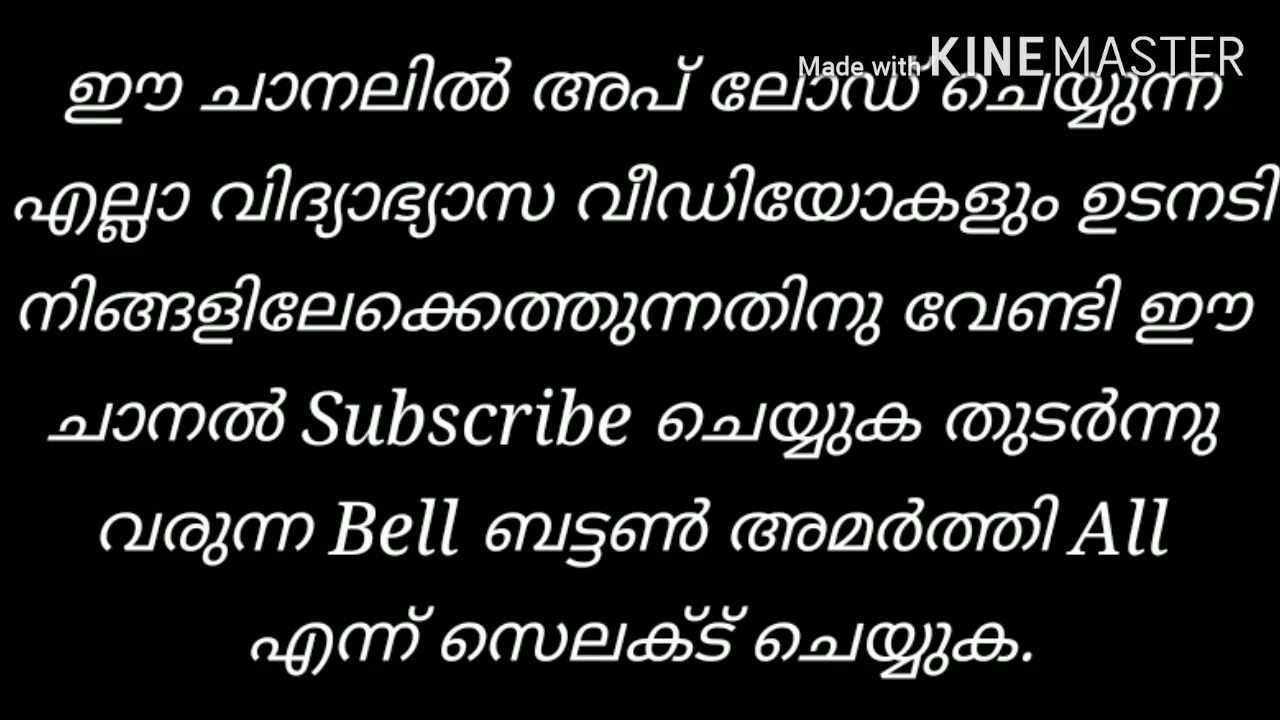 Made with KINEMASTER
ഈ ചാനലിൽ അപ് ലോഡ് ചെയ്യുന്ന
എല്ലാ വിദ്യാഭ്യാസ വീഡിയോകളും ഉടനടി
നിങ്ങളിലേക്കെത്തുന്നതിനു വേണ്ടി ഈ
ചാനൽ Subscribe ചെയ്യുക തുടർന്നു
വരുന്ന Bell ബട്ടൺ അമർത്തി All
എന്ന് സെലക്ട് ചെയ്യുക.